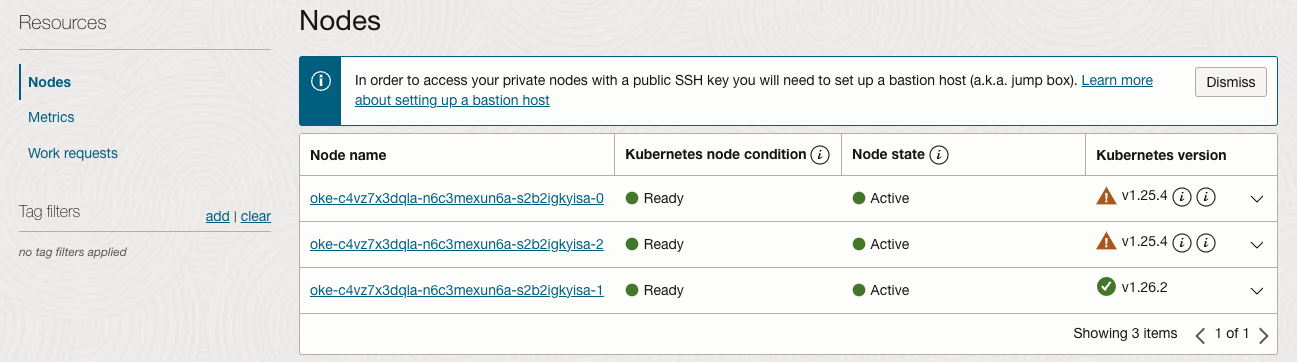 Resources
Nodes
Metrics
Work requests
Tag filters add | clear
no tag filters applied
Nodes
In order to access your private nodes with a public SSH key you will need to set up a bastion host (a.k.a. jump box). Learn more
about setting up a bastion host
Dismiss
Node name Kubernetes node condition i Node state i Kubernetes version
oke-c4vz7x3dqla-n6c3mexun6a-s2b2igkyisa-0 Ready Active v1.25.4 i i
oke-c4vz7x3dqla-n6c3mexun6a-s2b2igkyisa-2 Ready Active v1.25.4 i i
oke-c4vz7x3dqla-n6c3mexun6a-s2b2igkyisa-1 Ready Active v1.26.2
Showing 3 items 1 of 1